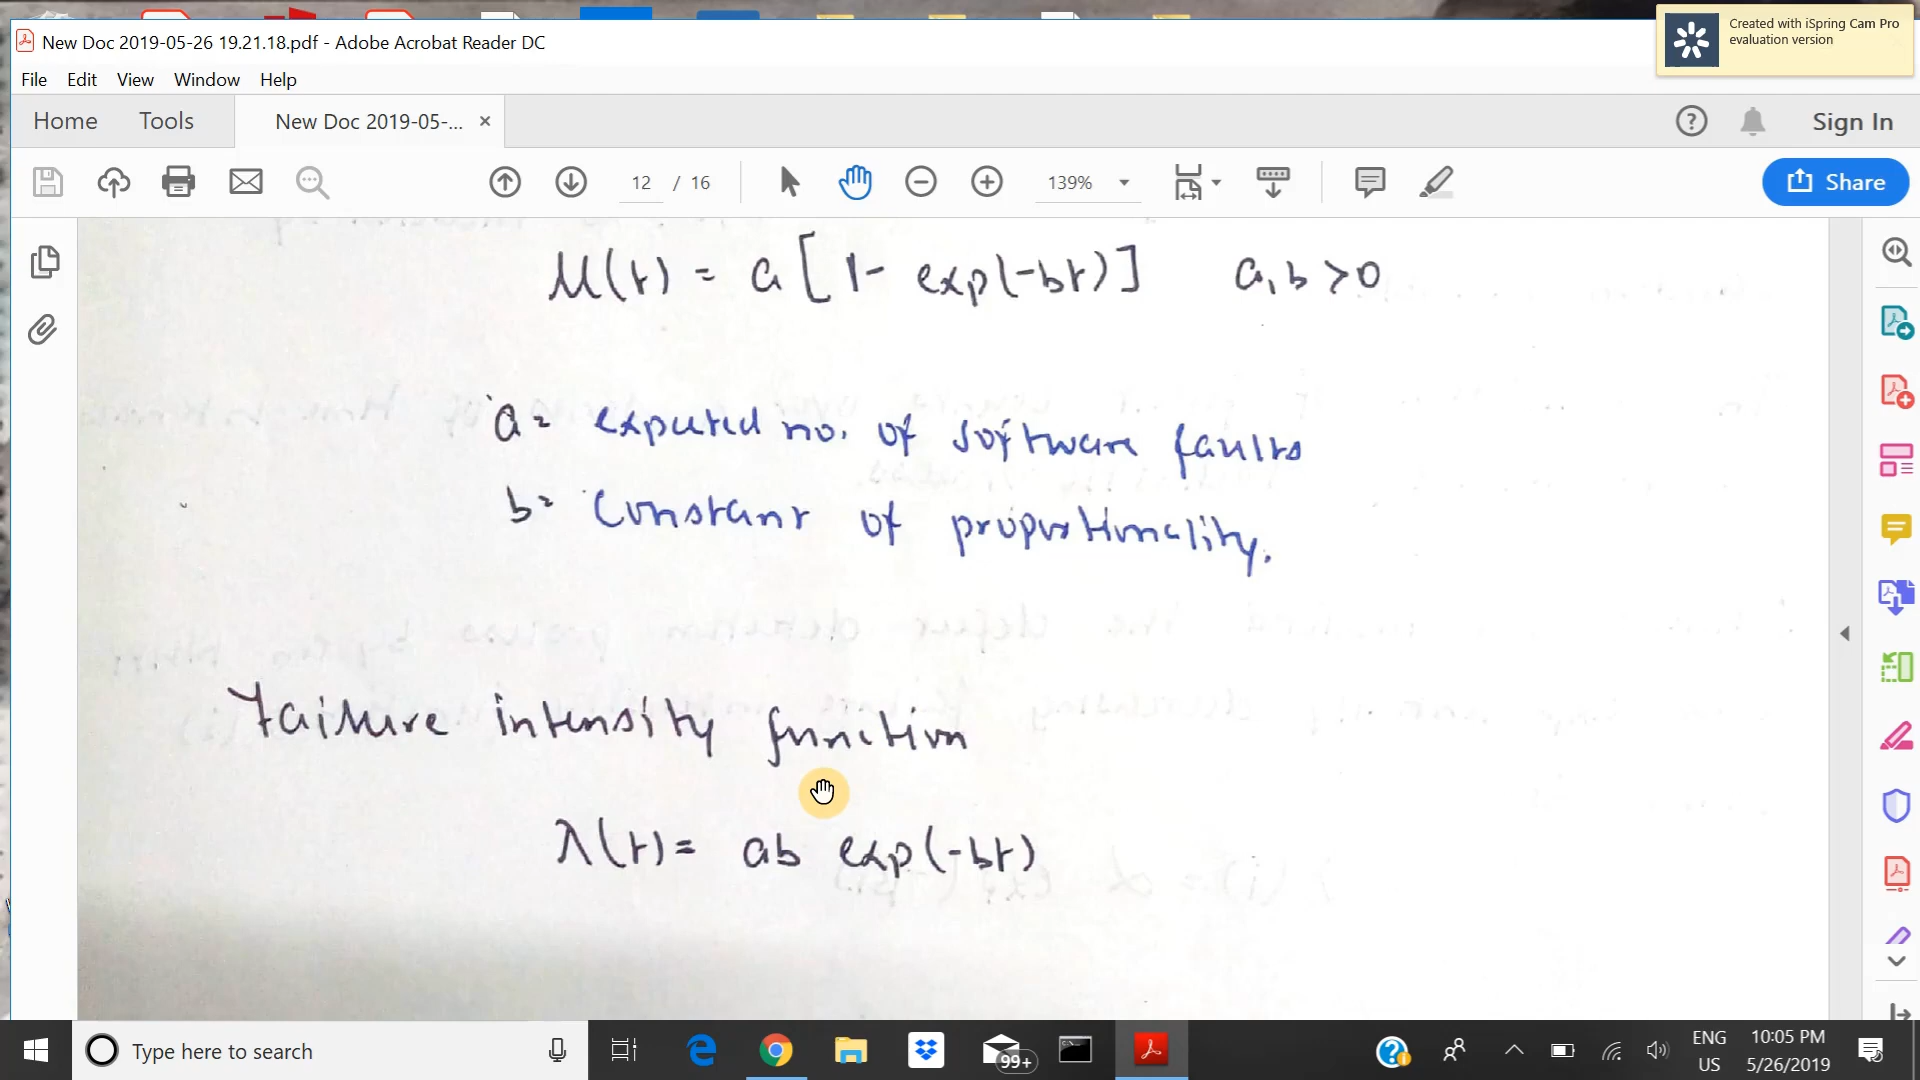 Created with iSpring Cam Pro
evaluation version
New Doc 2019-05-26 19.21.18.pdf - Adobe Acrobat Reader DC
File Edit View Window Help
Home Tools New Doc 2019-05-... × Sign In
12 / 16 139% Share
μ(t) = a [1 - exp(-bt)] a, b > 0
a = expected no. of software faults
b = constant of proportionality.
Failure intensity function
λ(t) = ab exp(-bt)
Type here to search
99+
ENG
US
10:05 PM
5/26/2019